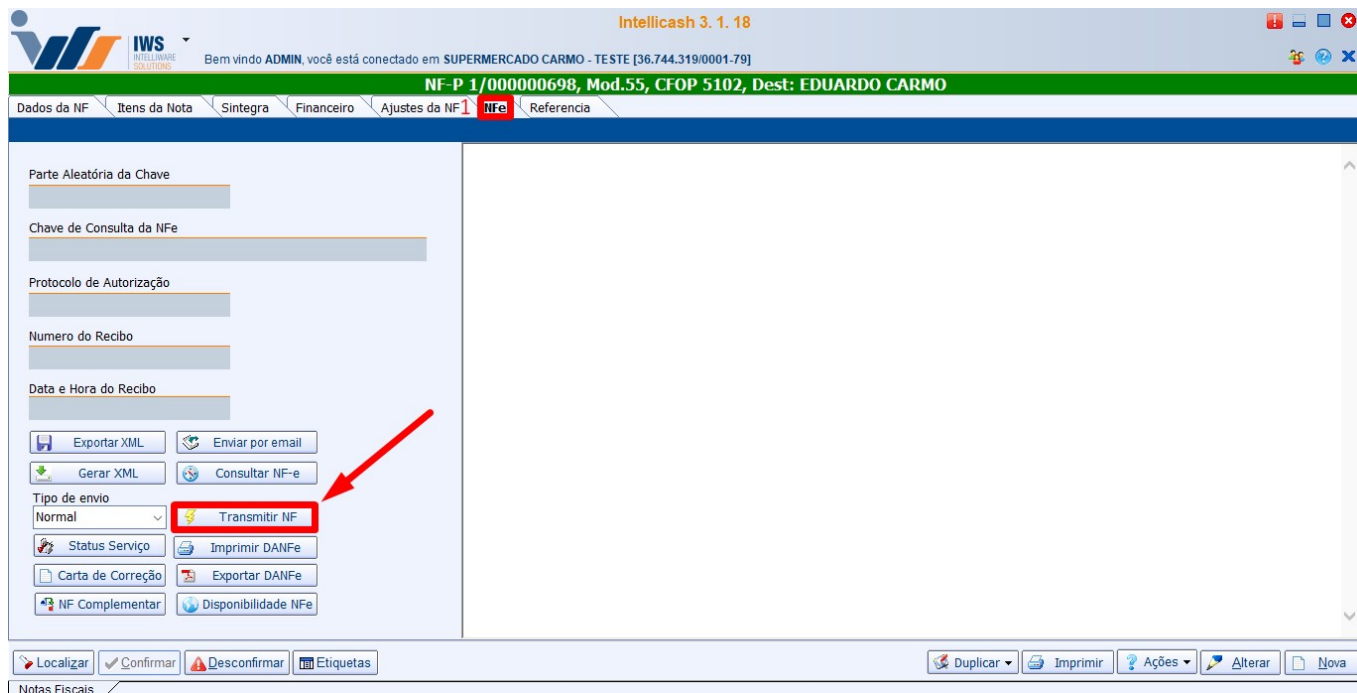 Intellicash 3. 1. 18
IWS
INTELLIWARE
SOLUTIONS
Bem vindo ADMIN, você está conectado em SUPERMERCADO CARMO - TESTE [36.744.319/0001-79]
NF-P 1/000000698, Mod.55, CFOP 5102, Dest: EDUARDO CARMO
Dados da NF Itens da Nota Sintegra Financeiro Ajustes da NF 1 NFe Referencia
Parte Aleatória da Chave
Chave de Consulta da NFe
Protocolo de Autorização
Numero do Recibo
Data e Hora do Recibo
Exportar XML Enviar por email
Gerar XML Consultar NF-e
Tipo de envio
Normal Transmitir NF
Status Serviço Imprimir DANFe
Carta de Correção Exportar DANFe
NF Complementar Disponibilidade NFe
Localizar Confirmar Desconfirmar Etiquetas Duplicar Imprimir Ações Alterar Nova
Notas Fiscais